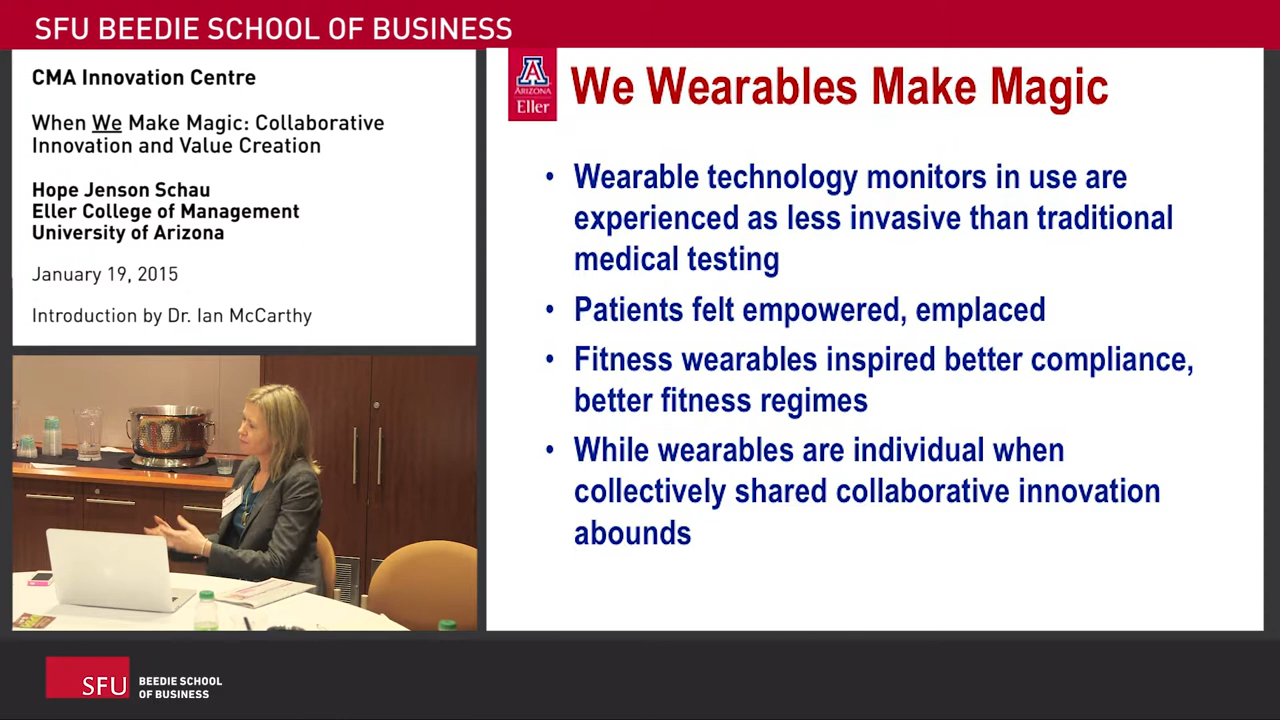 SFU BEEDIE SCHOOL OF BUSINESS
CMA Innovation Centre
When We Make Magic: Collaborative
Innovation and Value Creation
Hope Jenson Schau
Eller College of Management
University of Arizona
January 19, 2015
Introduction by Dr. Ian McCarthy
A
ARIZONA
Eller
We Wearables Make Magic
• Wearable technology monitors in use are
experienced as less invasive than traditional
medical testing
• Patients felt empowered, emplaced
• Fitness wearables inspired better compliance,
better fitness regimes
• While wearables are individual when
collectively shared collaborative innovation
abounds
SFU
BEEDIE SCHOOL
OF BUSINESS